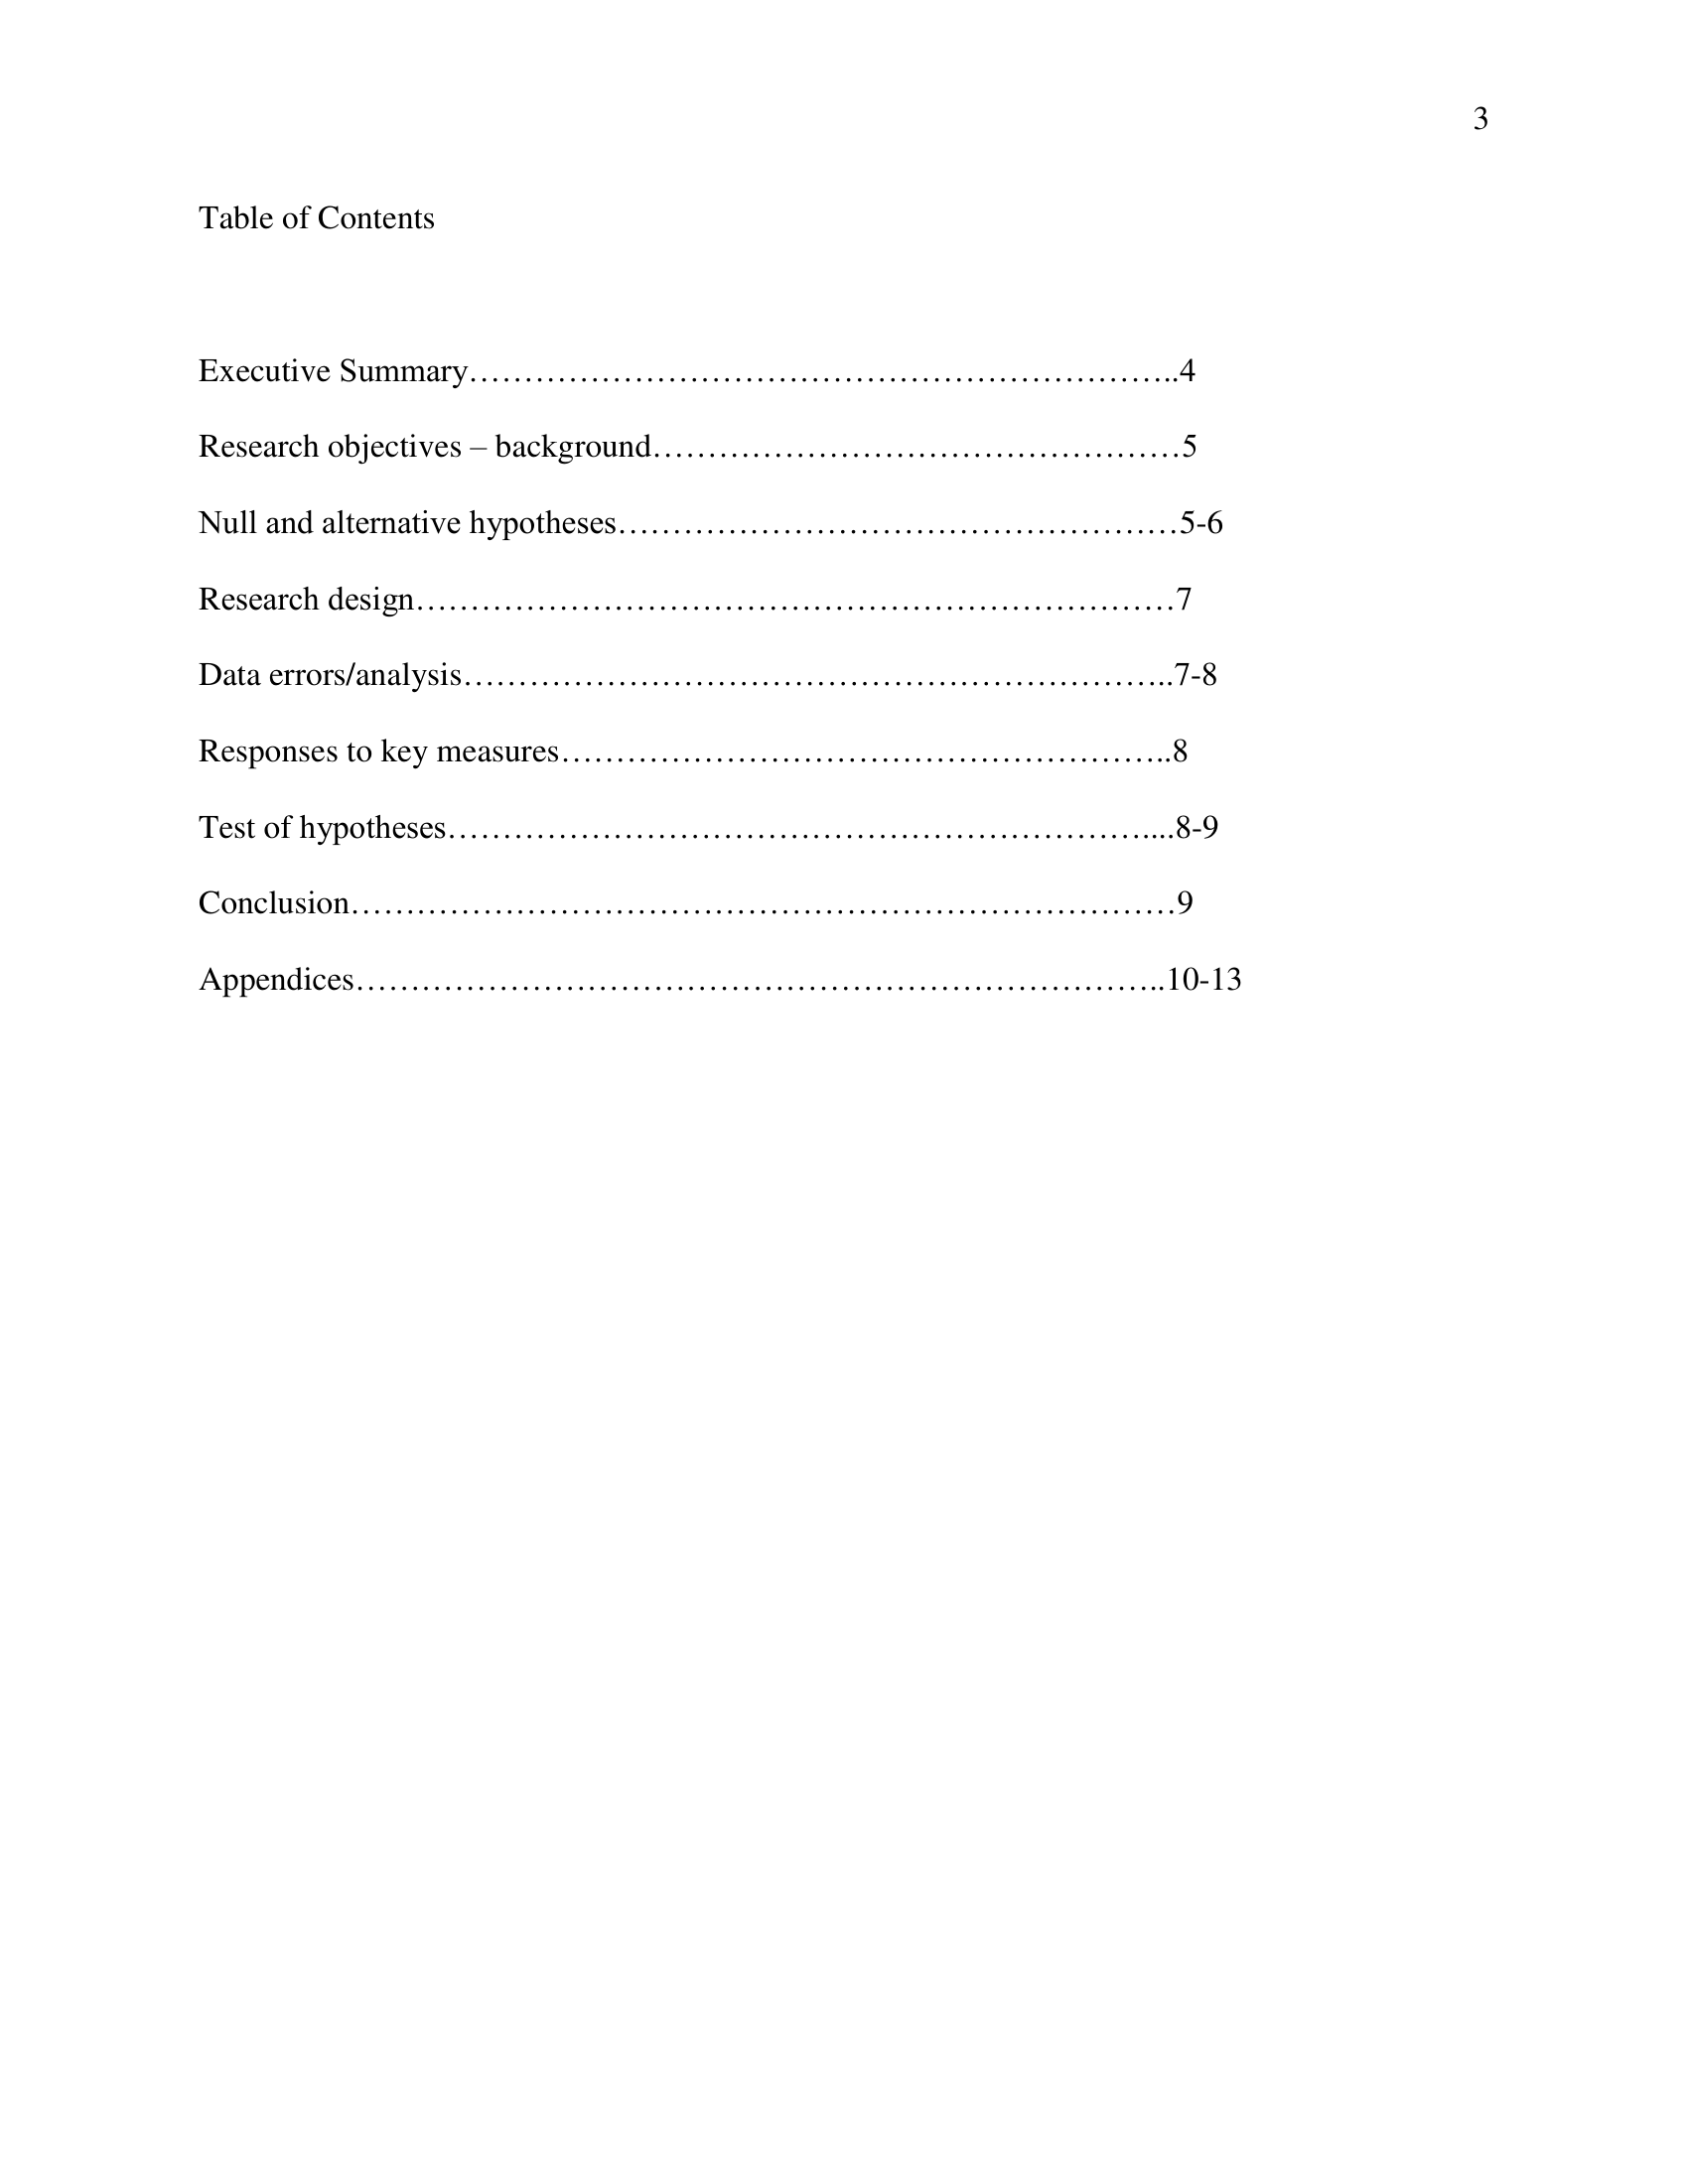 3
Table of Contents
Executive Summary………………………………………………………..4
Research objectives – background…………………………………………5
Null and alternative hypotheses……………………………………………5-6
Research design……………………………………………………………7
Data errors/analysis………………………………………………………..7-8
Responses to key measures………………………………………………..8
Test of hypotheses………………………………………………………....8-9
Conclusion…………………………………………………………………9
Appendices………………………………………………………………..10-13